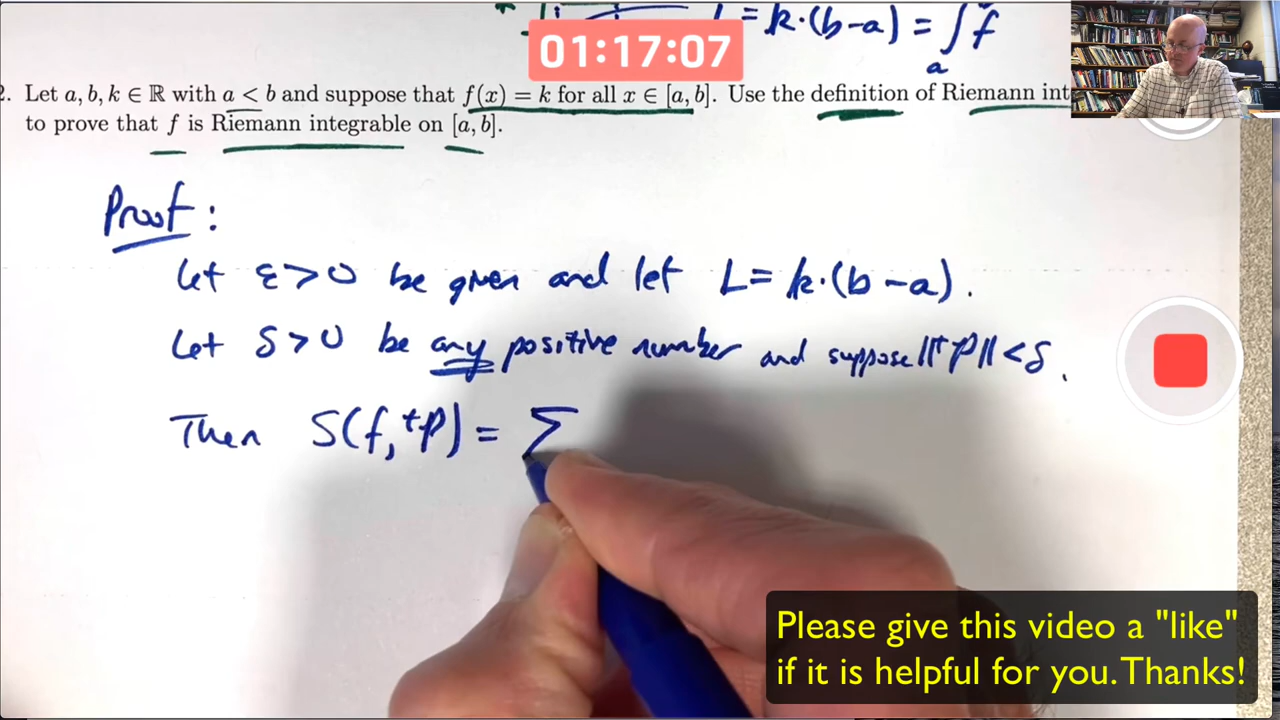 L = k·(b-a) = ∫ f
a
01:17:07
2. Let a, b, k ∈ ℝ with a < b and suppose that f(x) = k for all x ∈ [a, b]. Use the definition of Riemann int
to prove that f is Riemann integrable on [a, b].
Proof:
Let ε>0 be given and let L = k·(b-a).
Let δ>0 be any positive number and suppose ||⁺P|| < δ.
Then S(f, ⁺P) = Σ
Please give this video a "like"
if it is helpful for you. Thanks!